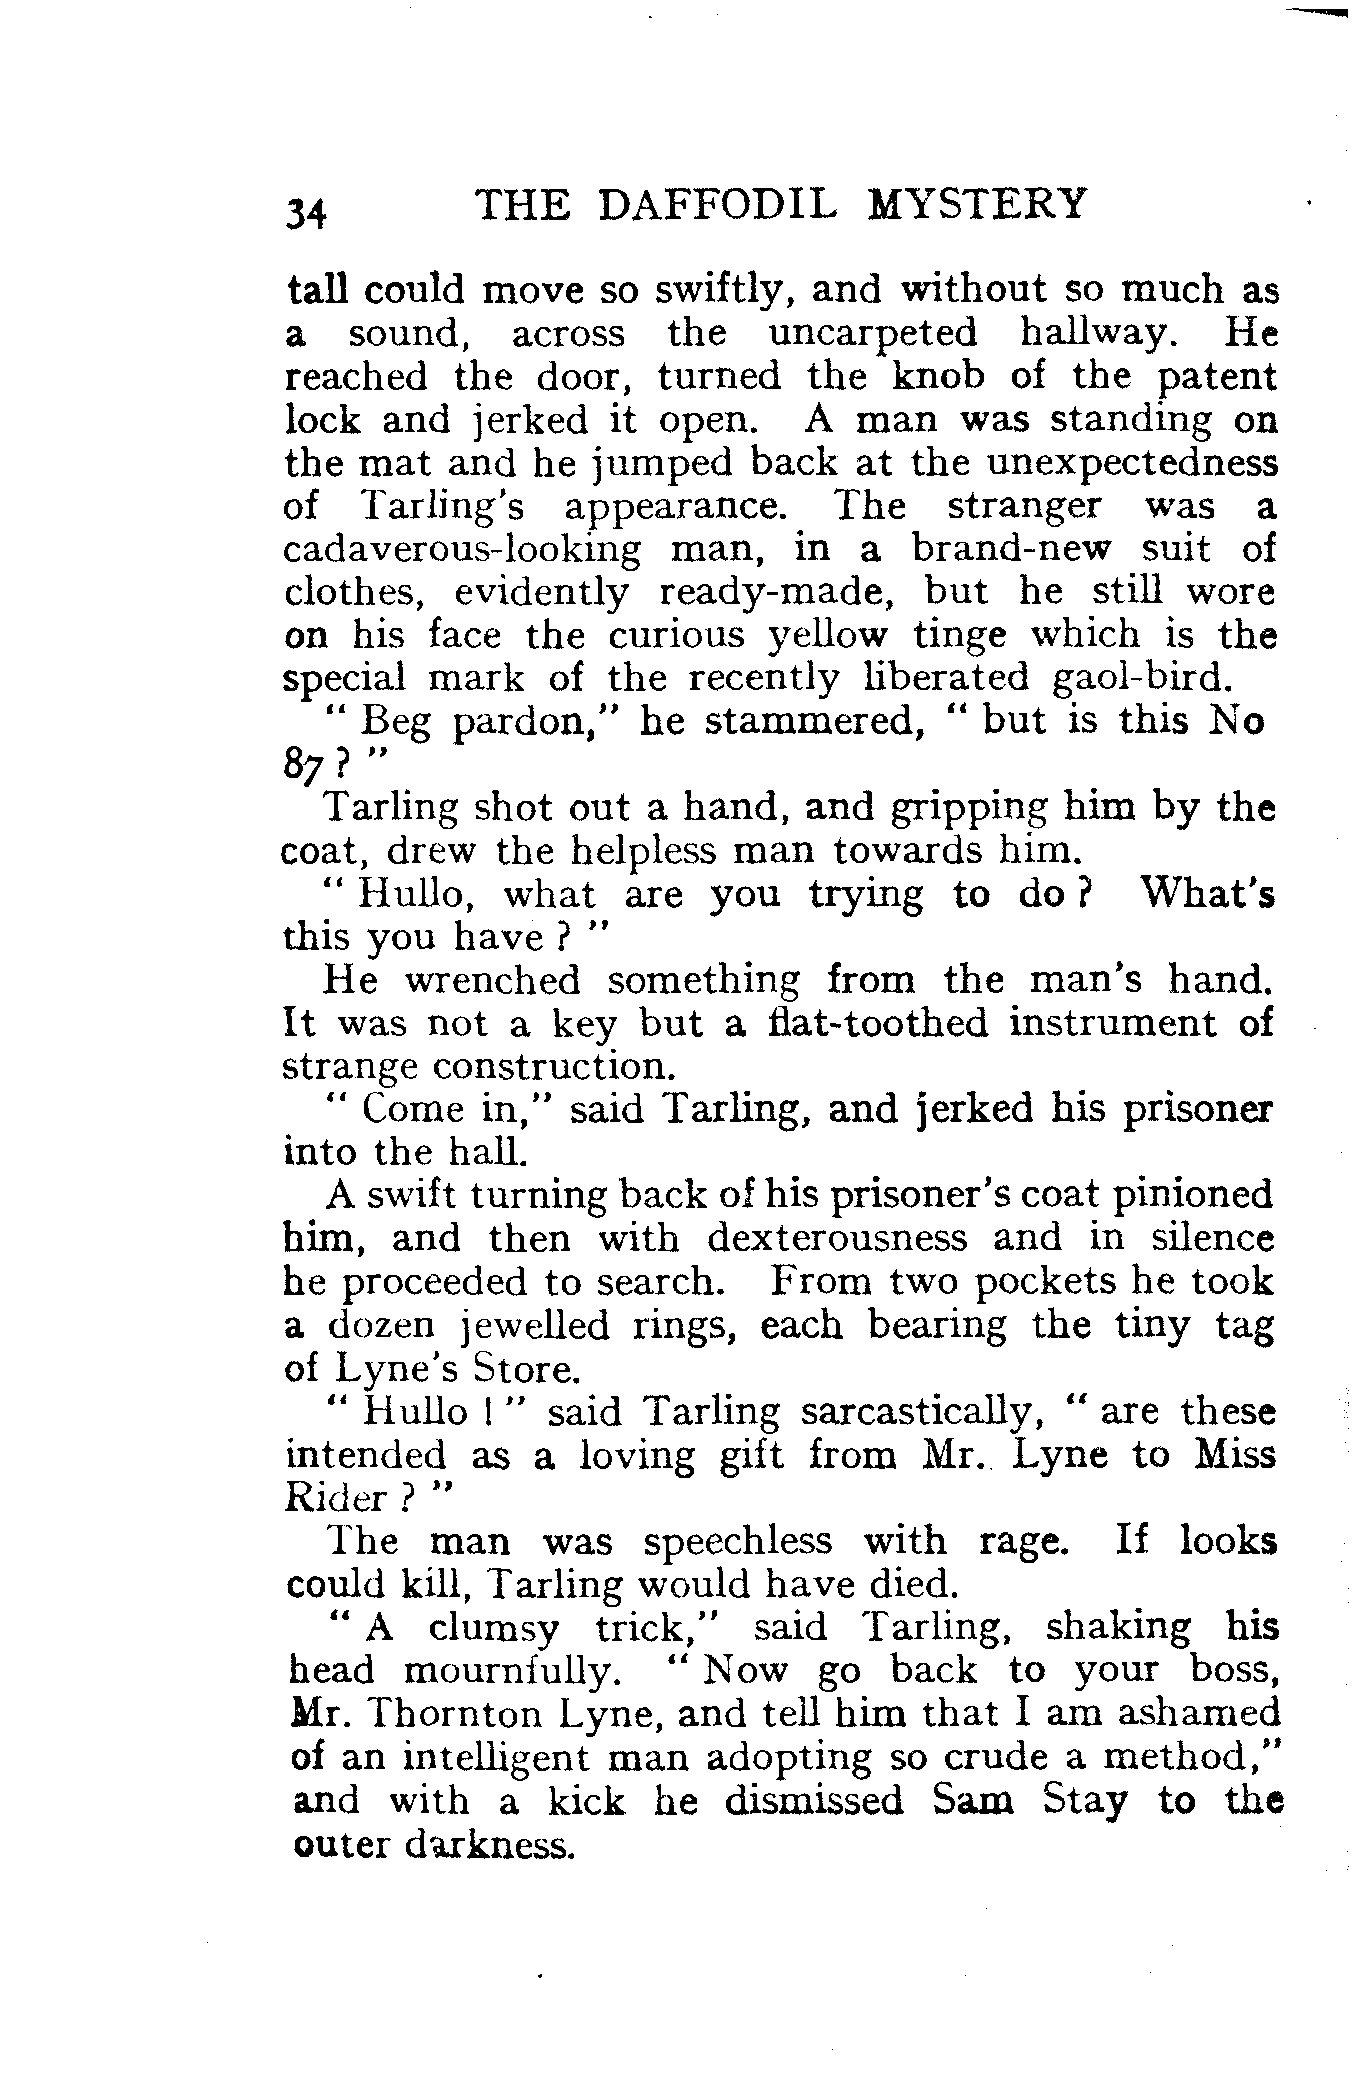 34 THE DAFFODIL MYSTERY
tall could move so swiftly, and without so much as
a sound, across the uncarpeted hallway. He
reached the door, turned the knob of the patent
lock and jerked it open. A man was standing on
the mat and he jumped back at the unexpectedness
of Tarling's appearance. The stranger was a
cadaverous-looking man, in a brand-new suit of
clothes, evidently ready-made, but he still wore
on his face the curious yellow tinge which is the
special mark of the recently liberated gaol-bird.
" Beg pardon," he stammered, " but is this No
87 ? "
Tarling shot out a hand, and gripping him by the
coat, drew the helpless man towards him.
" Hullo, what are you trying to do ? What's
this you have ? "
He wrenched something from the man's hand.
It was not a key but a flat-toothed instrument of
strange construction.
" Come in," said Tarling, and jerked his prisoner
into the hall.
A swift turning back of his prisoner's coat pinioned
him, and then with dexterousness and in silence
he proceeded to search. From two pockets he took
a dozen jewelled rings, each bearing the tiny tag
of Lyne's Store.
" Hullo ! " said Tarling sarcastically, " are these
intended as a loving gift from Mr. Lyne to Miss
Rider ? "
The man was speechless with rage. If looks
could kill, Tarling would have died.
" A clumsy trick," said Tarling, shaking his
head mournfully. " Now go back to your boss,
Mr. Thornton Lyne, and tell him that I am ashamed
of an intelligent man adopting so crude a method,"
and with a kick he dismissed Sam Stay to the
outer darkness.